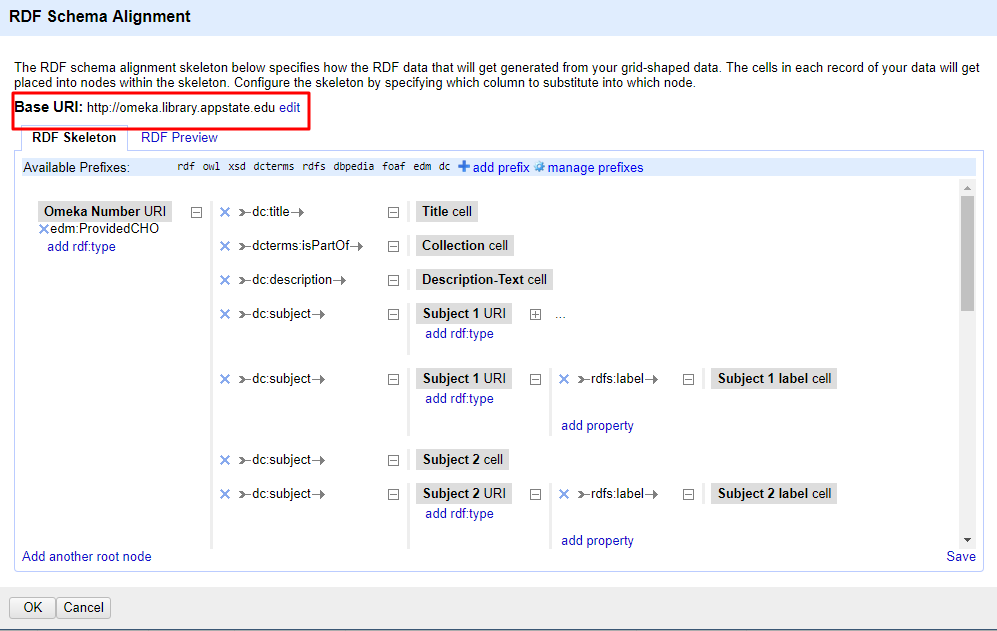 RDF Schema Alignment
The RDF schema alignment skeleton below specifies how the RDF data that will get generated from your grid-shaped data. The cells in each record of your data will get
placed into nodes within the skeleton. Configure the skeleton by specifying which column to substitute into which node.
Base URI: http://omeka.library.appstate.edu edit
RDF Skeleton RDF Preview
Available Prefixes: rdf owl xsd dcterms rdfs dbpedia foaf edm dc add prefix manage prefixes
Omeka Number URI dc:title Title cell
edm:ProvidedCHO
add rdf:type dcterms:isPartOf Collection cell
dc:description Description-Text cell
dc:subject Subject 1 URI ...
add rdf:type
dc:subject Subject 1 URI rdfs:label Subject 1 label cell
add rdf:type
add property
dc:subject Subject 2 cell
dc:subject Subject 2 URI rdfs:label Subject 2 label cell
add rdf:type
add property
Add another root node Save
OK Cancel